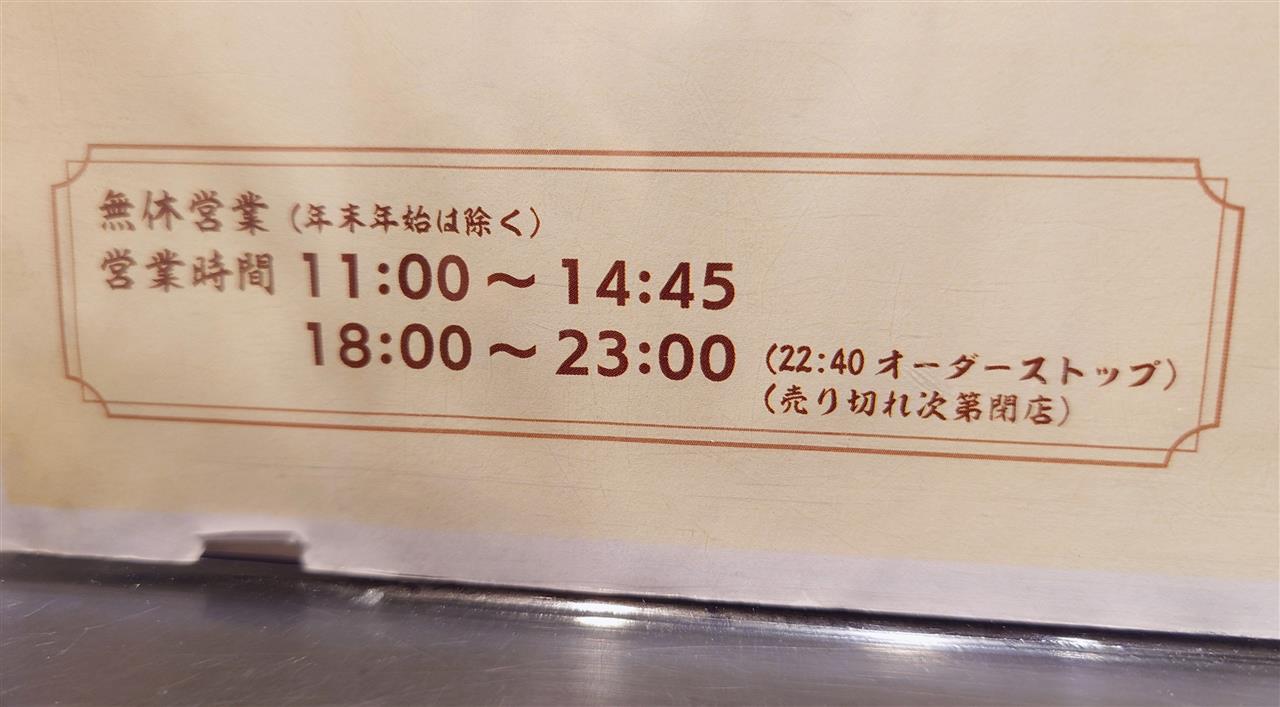 無休営業 (年末年始は除く)
営業時間 11:00 ～ 14:45
18:00 ～ 23:00 (22:40 オーダーストップ)
(売り切れ次第閉店)